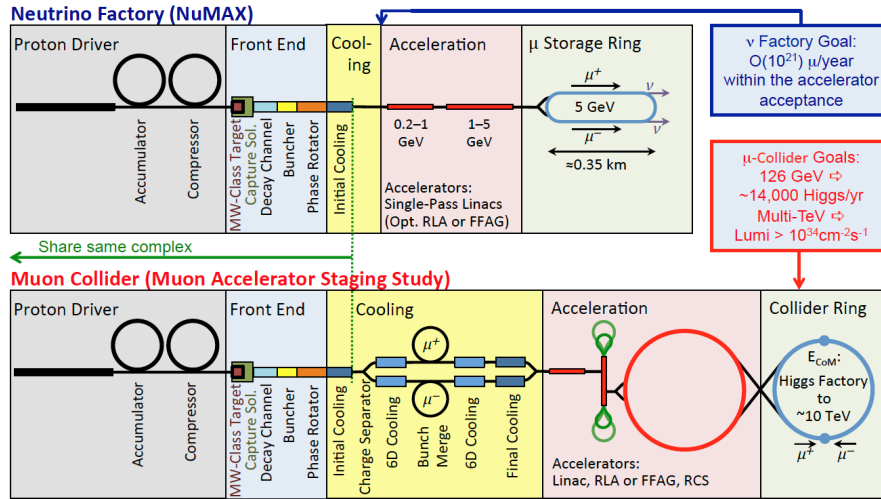 Neutrino Factory (NuMAX)
Proton Driver
Accumulator
Compressor
Front End
MW-Class Target
Capture Sol.
Decay Channel
Buncher
Phase Rotator
Cool-
ing
Initial Cooling
Acceleration
0.2–1
GeV
1–5
GeV
Accelerators:
Single-Pass Linacs
(Opt. RLA or FFAG)
μ Storage Ring
μ+
ν
5 GeV
μ−
ν
≈0.35 km
ν Factory Goal:
O(10²¹) μ/year
within the accelerator
acceptance
μ-Collider Goals:
126 GeV ⇨
~14,000 Higgs/yr
Multi-TeV ⇨
Lumi > 10³⁴cm⁻²s⁻¹
Share same complex
Muon Collider (Muon Accelerator Staging Study)
Proton Driver
Accumulator
Compressor
Front End
MW-Class Target
Capture Sol.
Decay Channel
Buncher
Phase Rotator
Cooling
Initial Cooling
Charge Separator
6D Cooling
μ+
μ−
Bunch
Merge
6D Cooling
Final Cooling
Acceleration
Accelerators:
Linac, RLA or FFAG, RCS
Collider Ring
ECoM:
Higgs Factory
to
~10 TeV
μ+ μ−